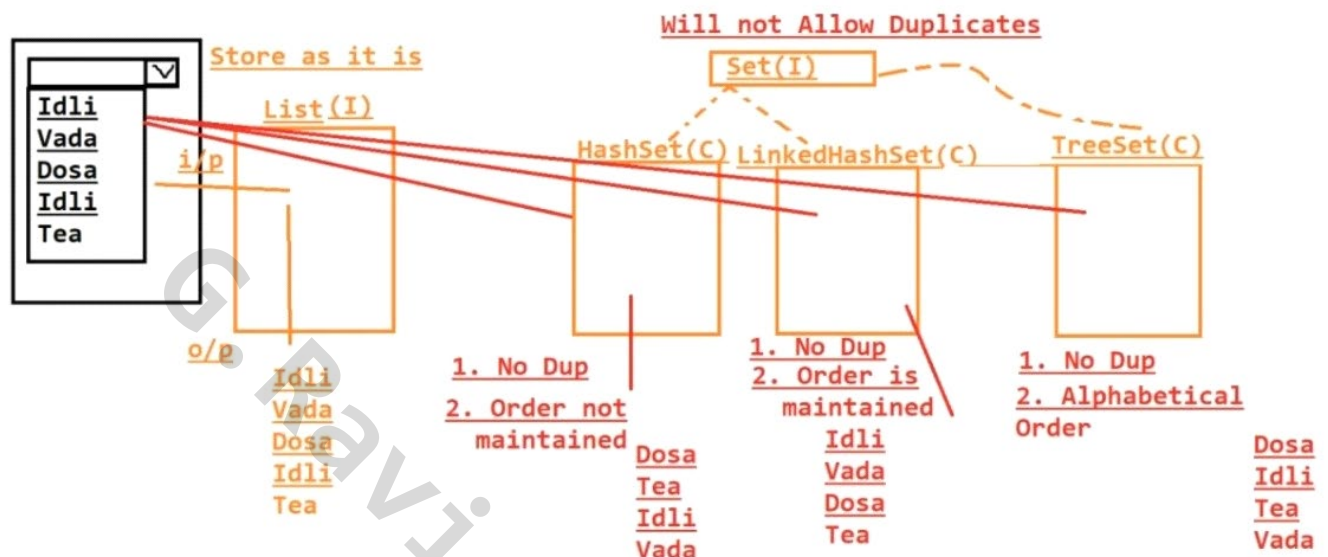 Will not Allow Duplicates
Store as it is
Set(I)
Idli
Vada
Dosa
Idli
Tea
List (I)
i/p
o/p
Idli
Vada
Dosa
Idli
Tea
HashSet(C)
1. No Dup
2. Order not
maintained
Dosa
Tea
Idli
Vada
LinkedHashSet(C)
1. No Dup
2. Order is
maintained
Idli
Vada
Dosa
Tea
TreeSet(C)
1. No Dup
2. Alphabetical
Order
Dosa
Idli
Tea
Vada
G. Ravi